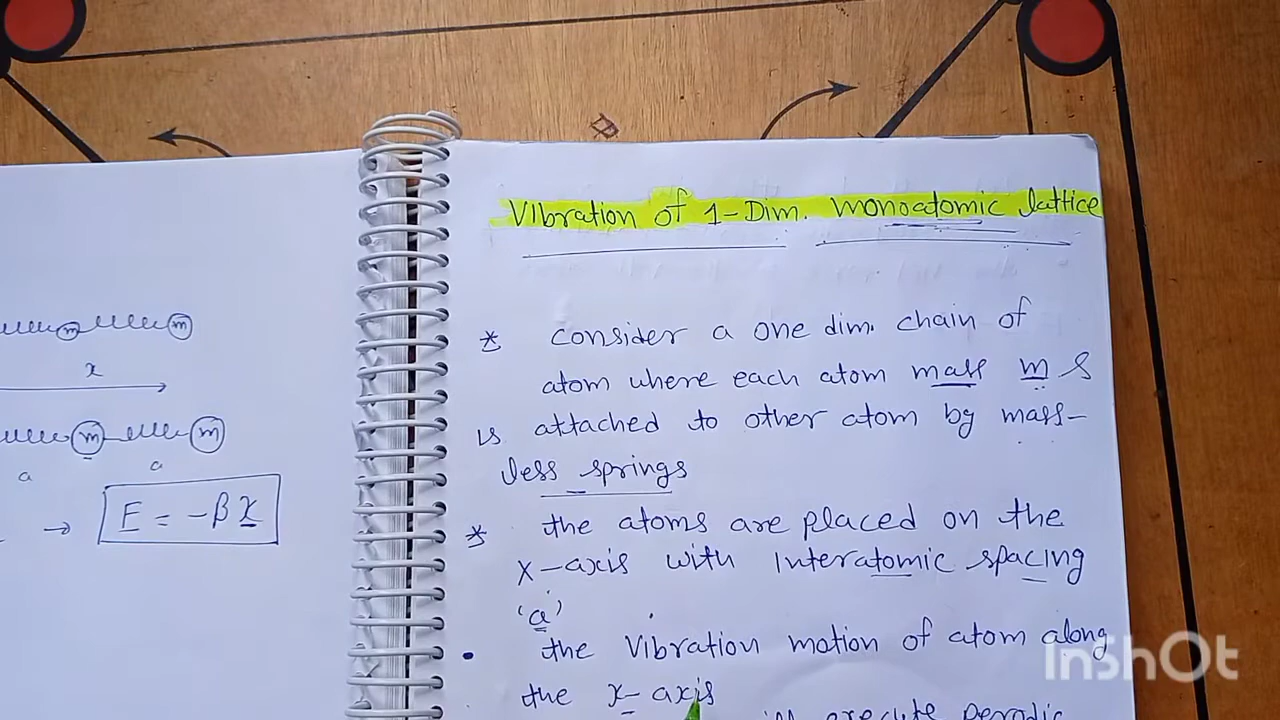 m m
x
m m
a a
→ F = -βx
Vibration of 1-Dim. monoatomic lattice
* Consider a one dim. chain of
atom where each atom mass m &
is attached to other atom by mass-
less springs
* the atoms are placed on the
x-axis with Interatomic spacing
'a'
• the Vibration motion of atom along
the x-axis
execute periodic
InShOt